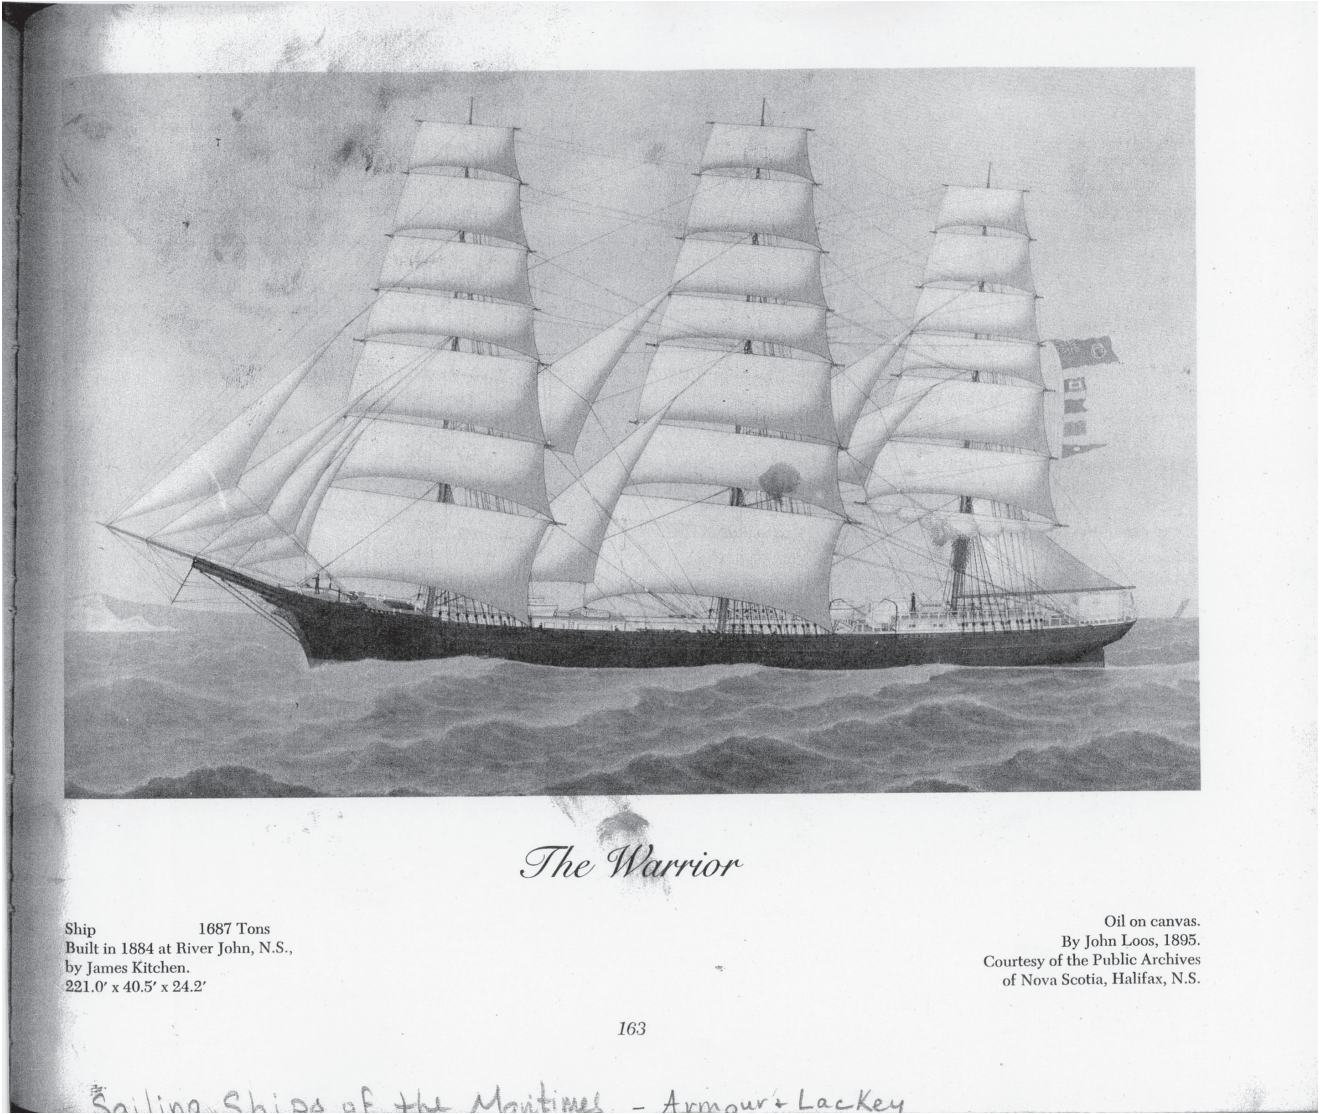 The Warrior
Ship 1687 Tons
Built in 1884 at River John, N.S.,
by James Kitchen.
221.0' x 40.5' x 24.2'
Oil on canvas.
By John Loos, 1895.
Courtesy of the Public Archives
of Nova Scotia, Halifax, N.S.
163
Sailing Ships of the Maritimes - Armour + Lackey